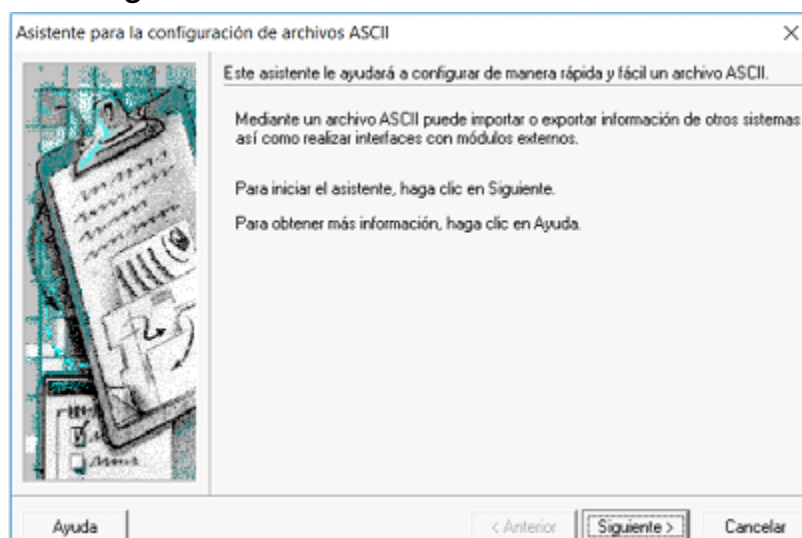 Asistente para la configuración de archivos ASCII
Este asistente le ayudará a configurar de manera rápida y fácil un archivo ASCII.
Mediante un archivo ASCII puede importar o exportar información de otros sistemas
así como realizar interfaces con módulos externos.
Para iniciar el asistente, haga clic en Siguiente.
Para obtener más información, haga clic en Ayuda.
Ayuda
< Anterior
Siguiente >
Cancelar